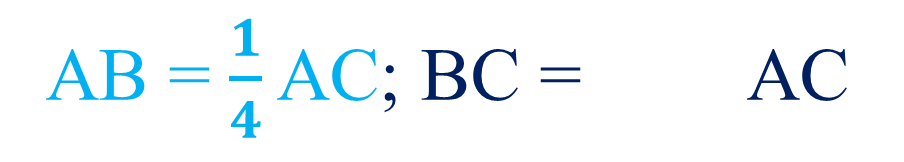 AB = 1/4 AC; BC = AC